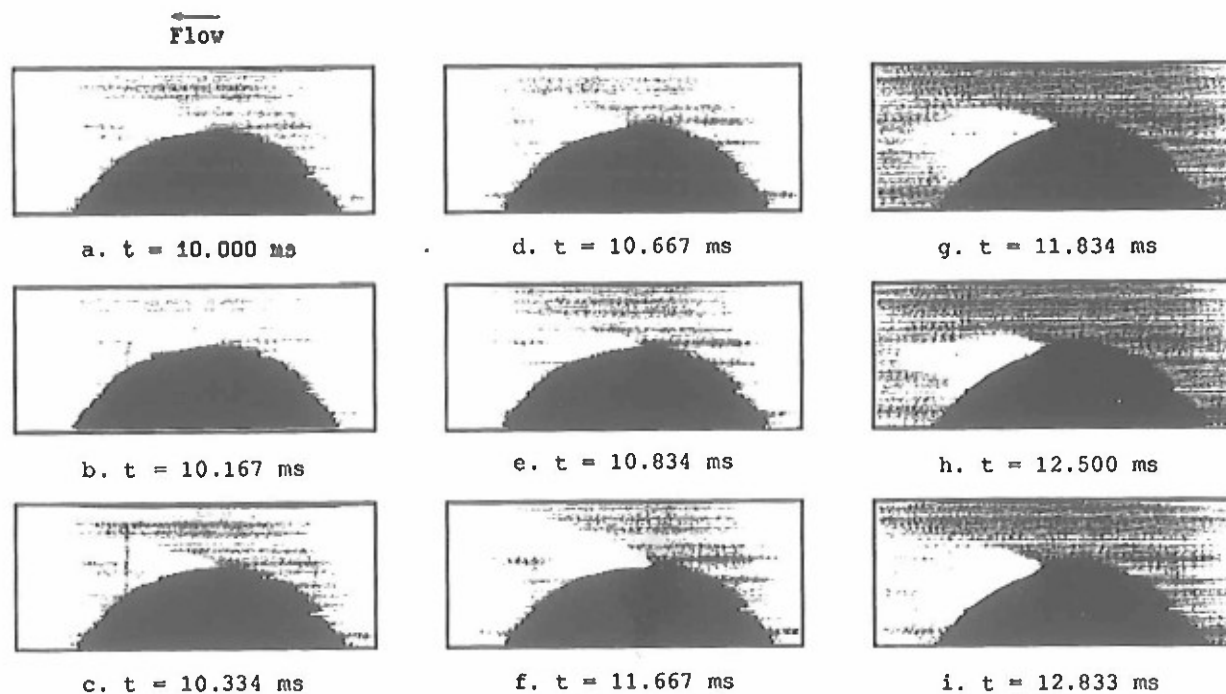 Flow
a. t = 10.000 ms
d. t = 10.667 ms
g. t = 11.834 ms
b. t = 10.167 ms
e. t = 10.834 ms
h. t = 12.500 ms
c. t = 10.334 ms
f. t = 11.667 ms
i. t = 12.833 ms